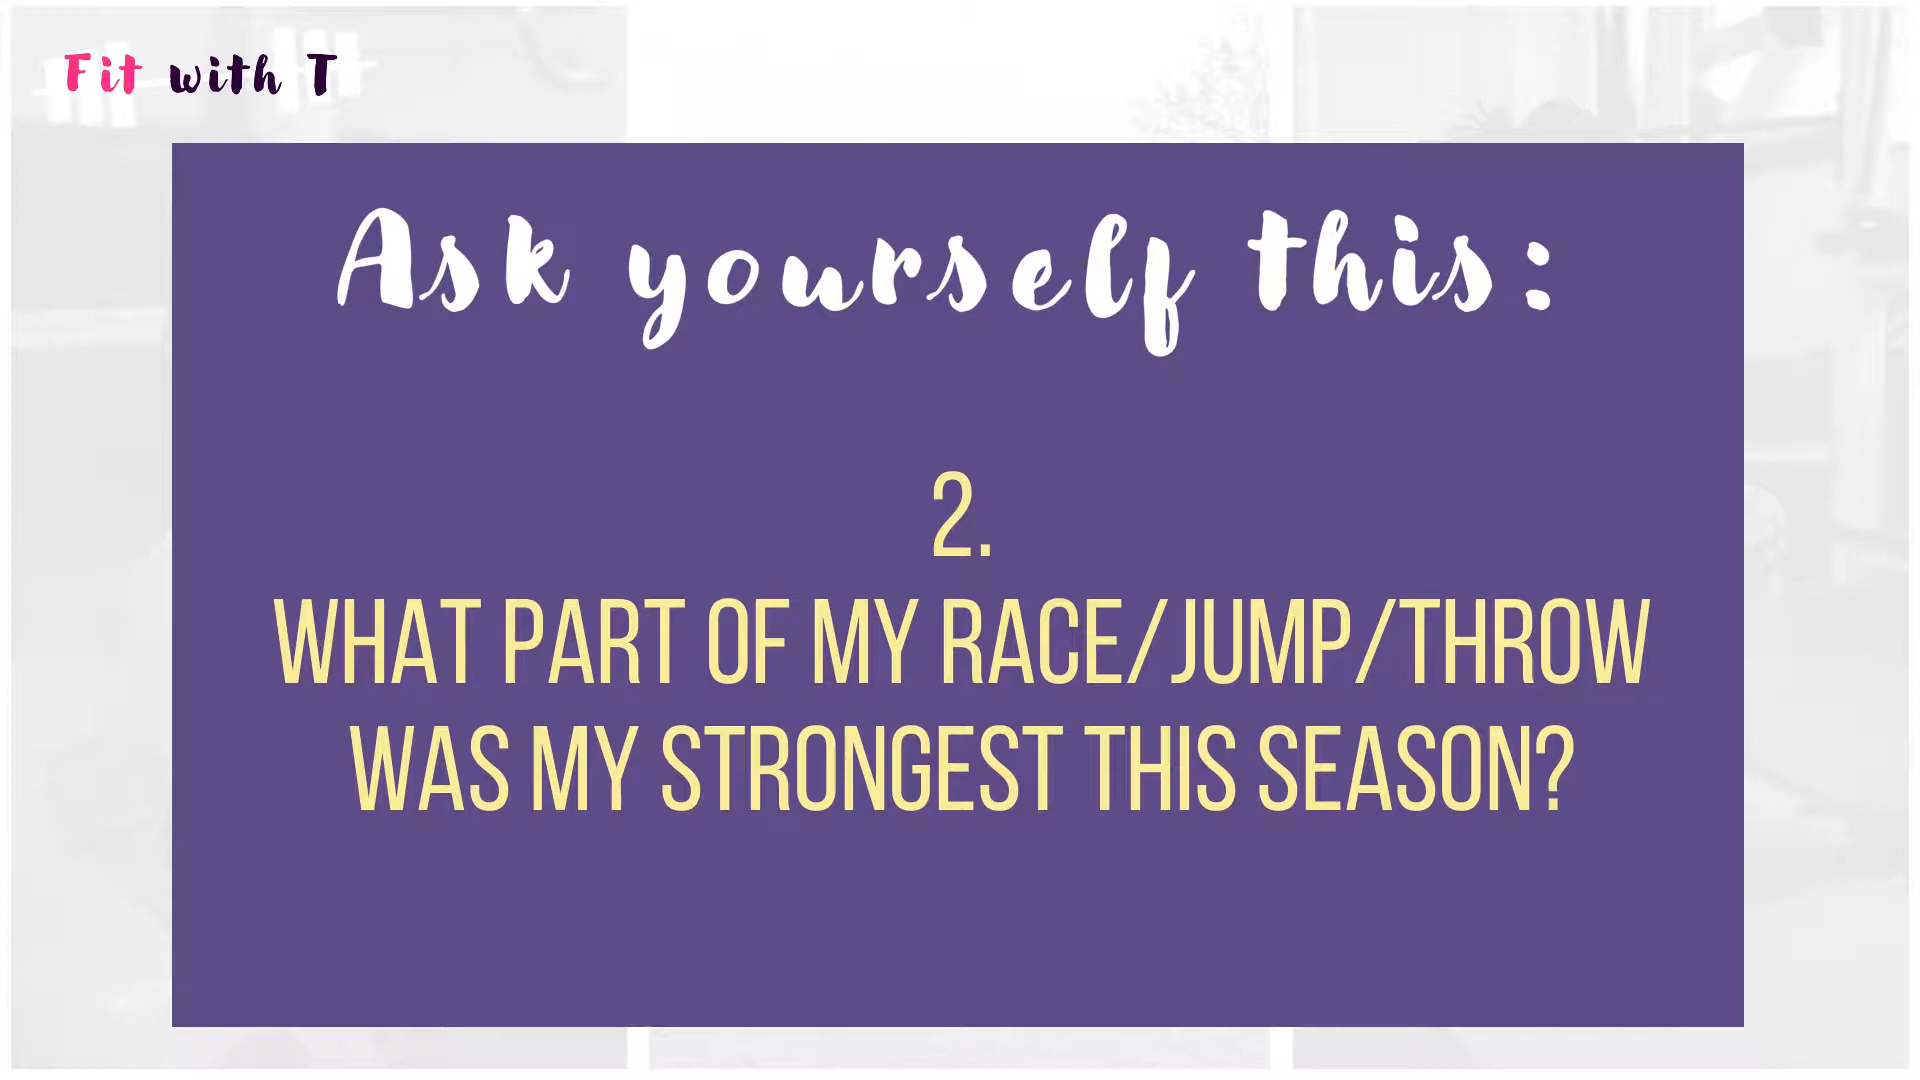 Fit with T
Ask yourself this:
2.
WHAT PART OF MY RACE/JUMP/THROW
WAS MY STRONGEST THIS SEASON?